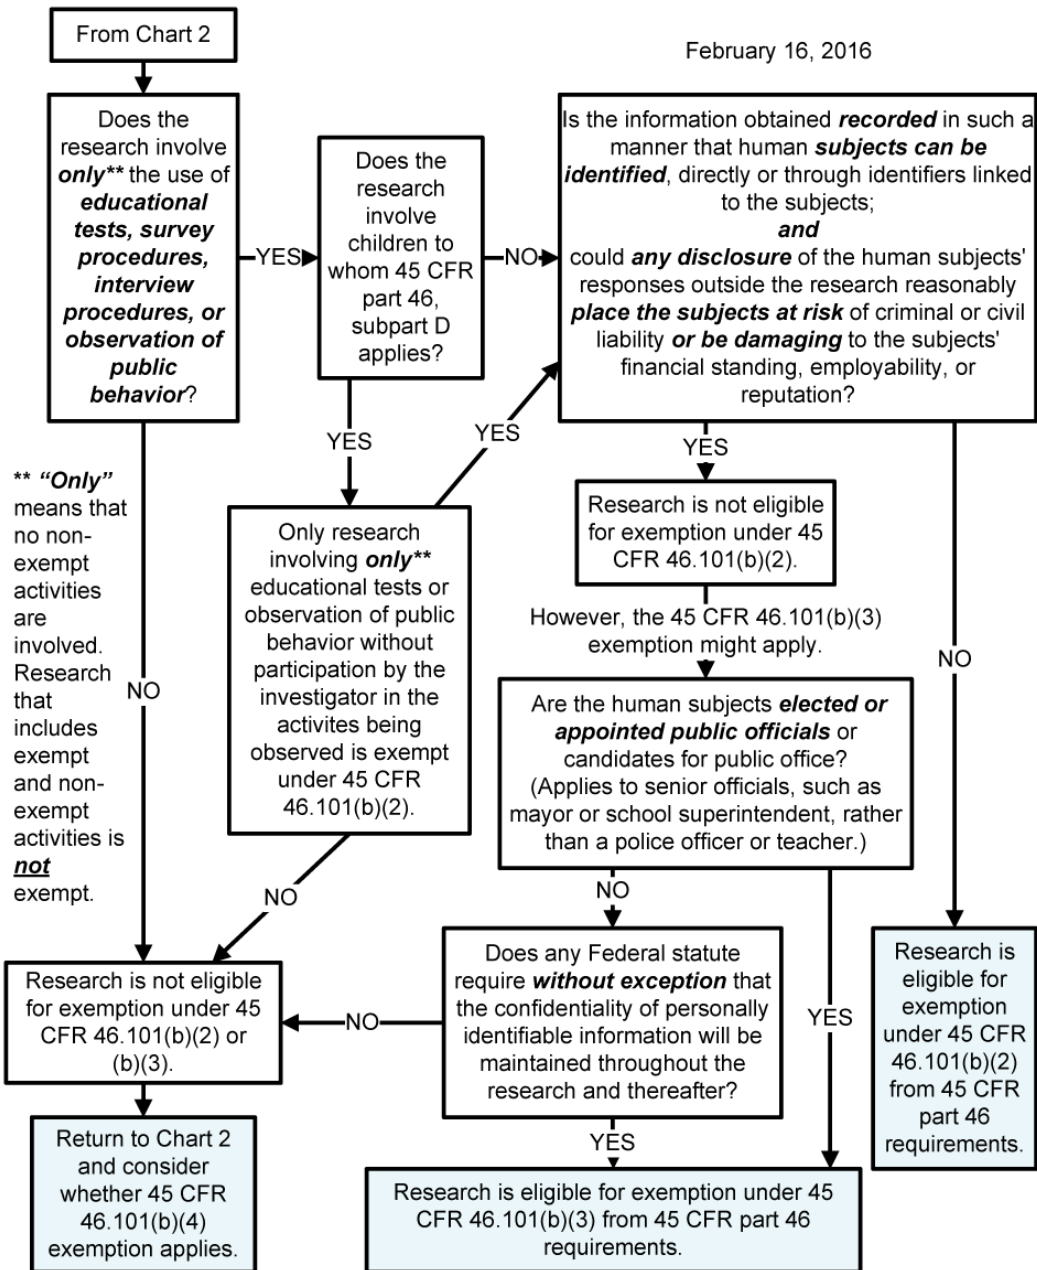 From Chart 2
February 16, 2016
Does the
research involve
only** the use of
educational
tests, survey
procedures,
interview
procedures, or
observation of
public
behavior?
YES
Does the
research
involve
children to
whom 45 CFR
part 46,
subpart D
applies?
NO
Is the information obtained recorded in such a
manner that human subjects can be
identified, directly or through identifiers linked
to the subjects;
and
could any disclosure of the human subjects'
responses outside the research reasonably
place the subjects at risk of criminal or civil
liability or be damaging to the subjects'
financial standing, employability, or
reputation?
YES
YES
YES
NO
NO
** “Only”
means that
no non-
exempt
activities
are
involved.
Research
that
includes
exempt
and non-
exempt
activities is
not
exempt.
Only research
involving only**
educational tests or
observation of public
behavior without
participation by the
investigator in the
activites being
observed is exempt
under 45 CFR
46.101(b)(2).
NO
Research is not eligible
for exemption under 45
CFR 46.101(b)(2).
However, the 45 CFR 46.101(b)(3)
exemption might apply.
Are the human subjects elected or
appointed public officials or
candidates for public office?
(Applies to senior officials, such as
mayor or school superintendent, rather
than a police officer or teacher.)
NO
YES
Does any Federal statute
require without exception that
the confidentiality of personally
identifiable information will be
maintained throughout the
research and thereafter?
NO
YES
Research is not eligible
for exemption under 45
CFR 46.101(b)(2) or
(b)(3).
Return to Chart 2
and consider
whether 45 CFR
46.101(b)(4)
exemption applies.
Research is eligible for exemption under 45
CFR 46.101(b)(3) from 45 CFR part 46
requirements.
Research is
eligible for
exemption
under 45 CFR
46.101(b)(2)
from 45 CFR
part 46
requirements.